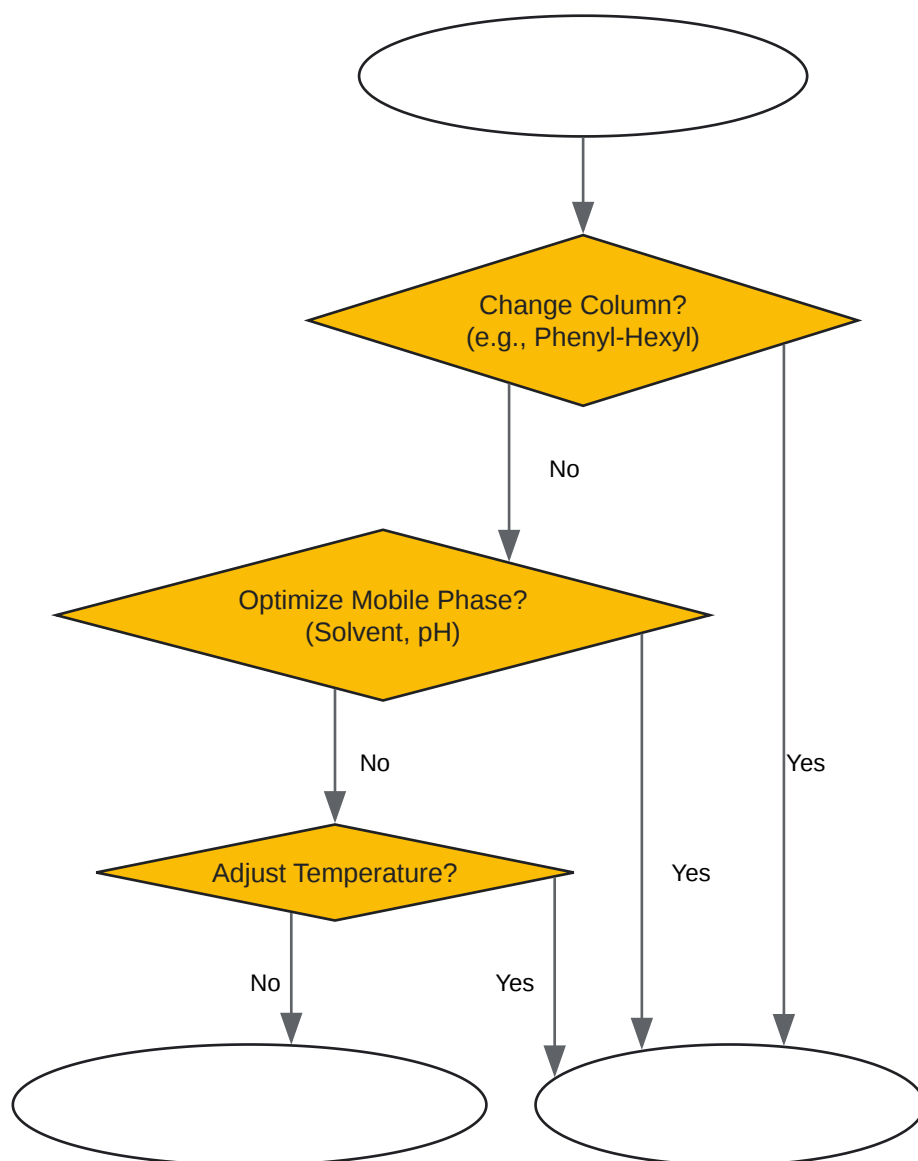 Change Column?
(e.g., Phenyl-Hexyl)
No
Optimize Mobile Phase?
(Solvent, pH)
No
Yes
Adjust Temperature?
Yes
No
Yes